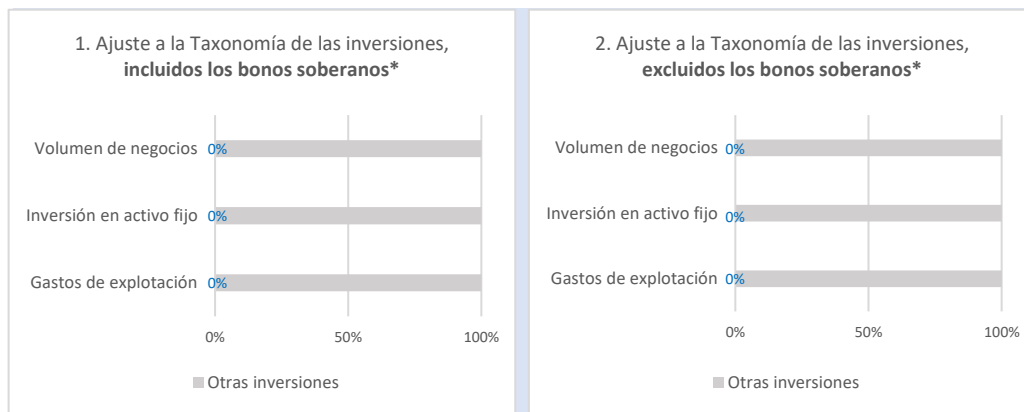 1. Ajuste a la Taxonomía de las inversiones,
incluidos los bonos soberanos*
Volumen de negocios 0%
Inversión en activo fijo 0%
Gastos de explotación 0%
0% 50% 100%
Otras inversiones
2. Ajuste a la Taxonomía de las inversiones,
excluidos los bonos soberanos*
Volumen de negocios 0%
Inversión en activo fijo 0%
Gastos de explotación 0%
0% 50% 100%
Otras inversiones